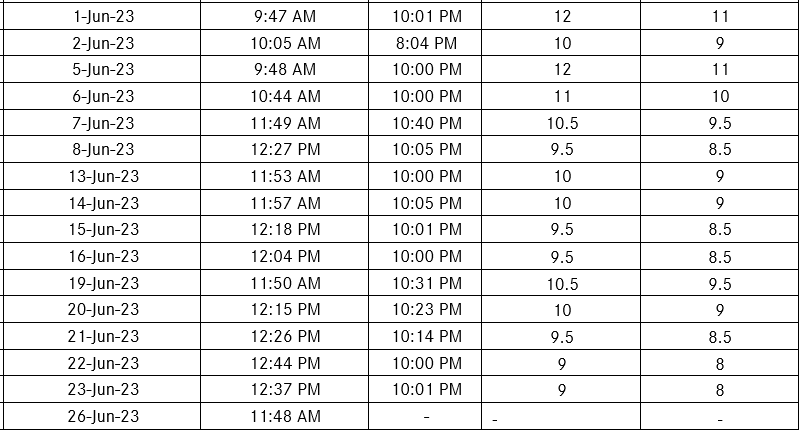 1-Jun-23 9:47 AM 10:01 PM 12 11
2-Jun-23 10:05 AM 8:04 PM 10 9
5-Jun-23 9:48 AM 10:00 PM 12 11
6-Jun-23 10:44 AM 10:00 PM 11 10
7-Jun-23 11:49 AM 10:40 PM 10.5 9.5
8-Jun-23 12:27 PM 10:05 PM 9.5 8.5
13-Jun-23 11:53 AM 10:00 PM 10 9
14-Jun-23 11:57 AM 10:05 PM 10 9
15-Jun-23 12:18 PM 10:01 PM 9.5 8.5
16-Jun-23 12:04 PM 10:00 PM 9.5 8.5
19-Jun-23 11:50 AM 10:31 PM 10.5 9.5
20-Jun-23 12:15 PM 10:23 PM 10 9
21-Jun-23 12:26 PM 10:14 PM 9.5 8.5
22-Jun-23 12:44 PM 10:00 PM 9 8
23-Jun-23 12:37 PM 10:01 PM 9 8
26-Jun-23 11:48 AM - - -